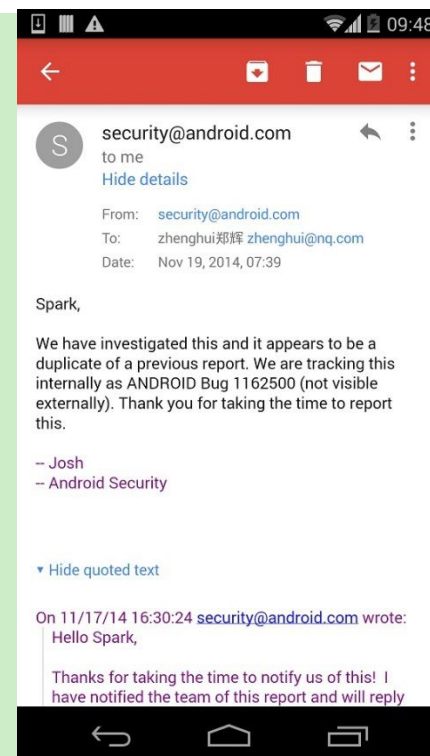 09:48
S
security@android.com
to me
Hide details
From: security@android.com
To: zhenghui郑辉 zhenghui@nq.com
Date: Nov 19, 2014, 07:39
Spark,
We have investigated this and it appears to be a
duplicate of a previous report. We are tracking this
internally as ANDROID Bug 1162500 (not visible
externally). Thank you for taking the time to report
this.
-- Josh
-- Android Security
Hide quoted text
On 11/17/14 16:30:24 security@android.com wrote:
Hello Spark,
Thanks for taking the time to notify us of this! I
have notified the team of this report and will reply